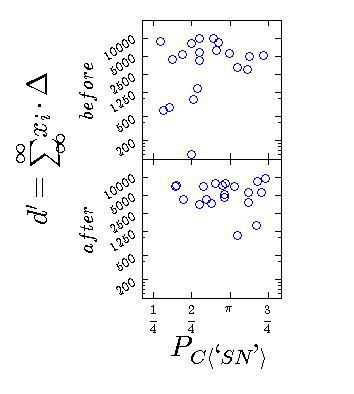 d' = ∑_∞^∞ x_i · Δ
before
10000
5000
2500
1250
500
200
after
10000
5000
2500
1250
500
200
1/4 2/4 π 3/4
P_{C⟨‘SN’⟩}